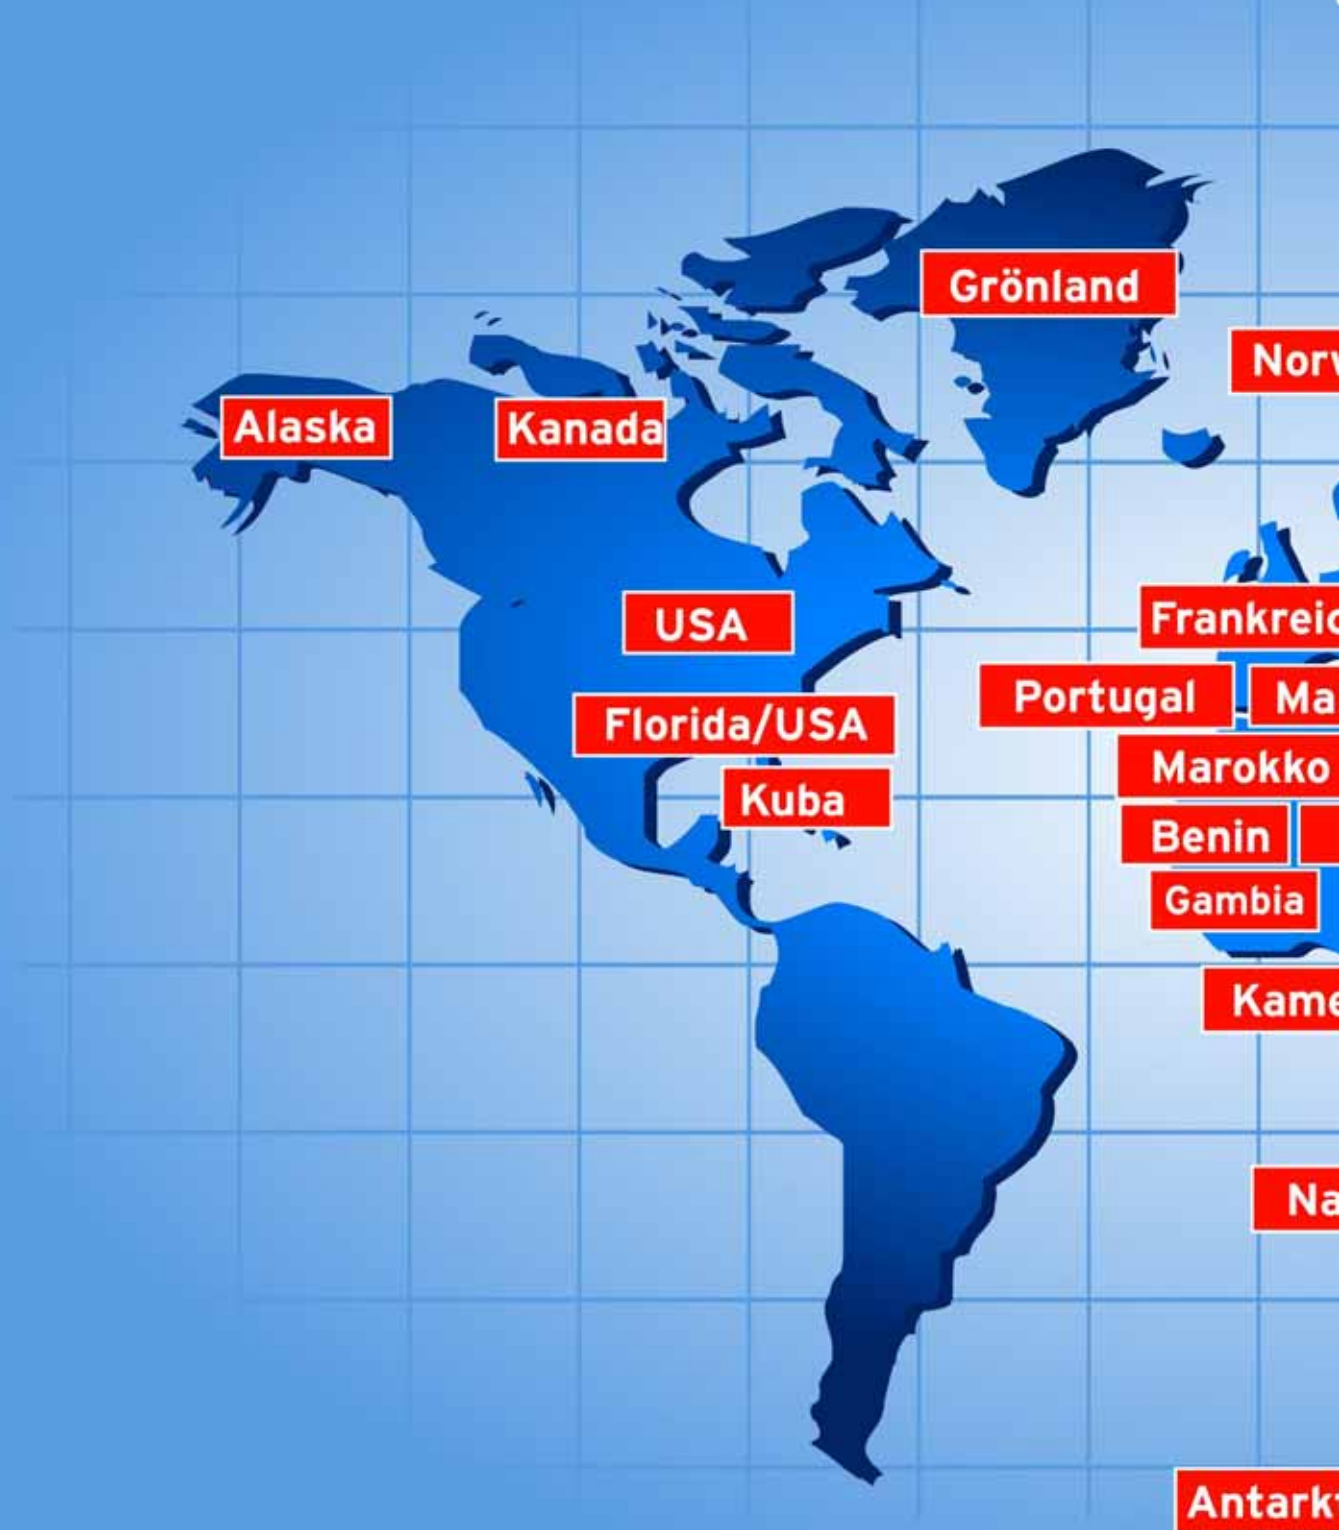 Grönland
Alaska
Kanada
USA
Portugal
Florida/USA
Marokko
Kuba
Benin
Gambia